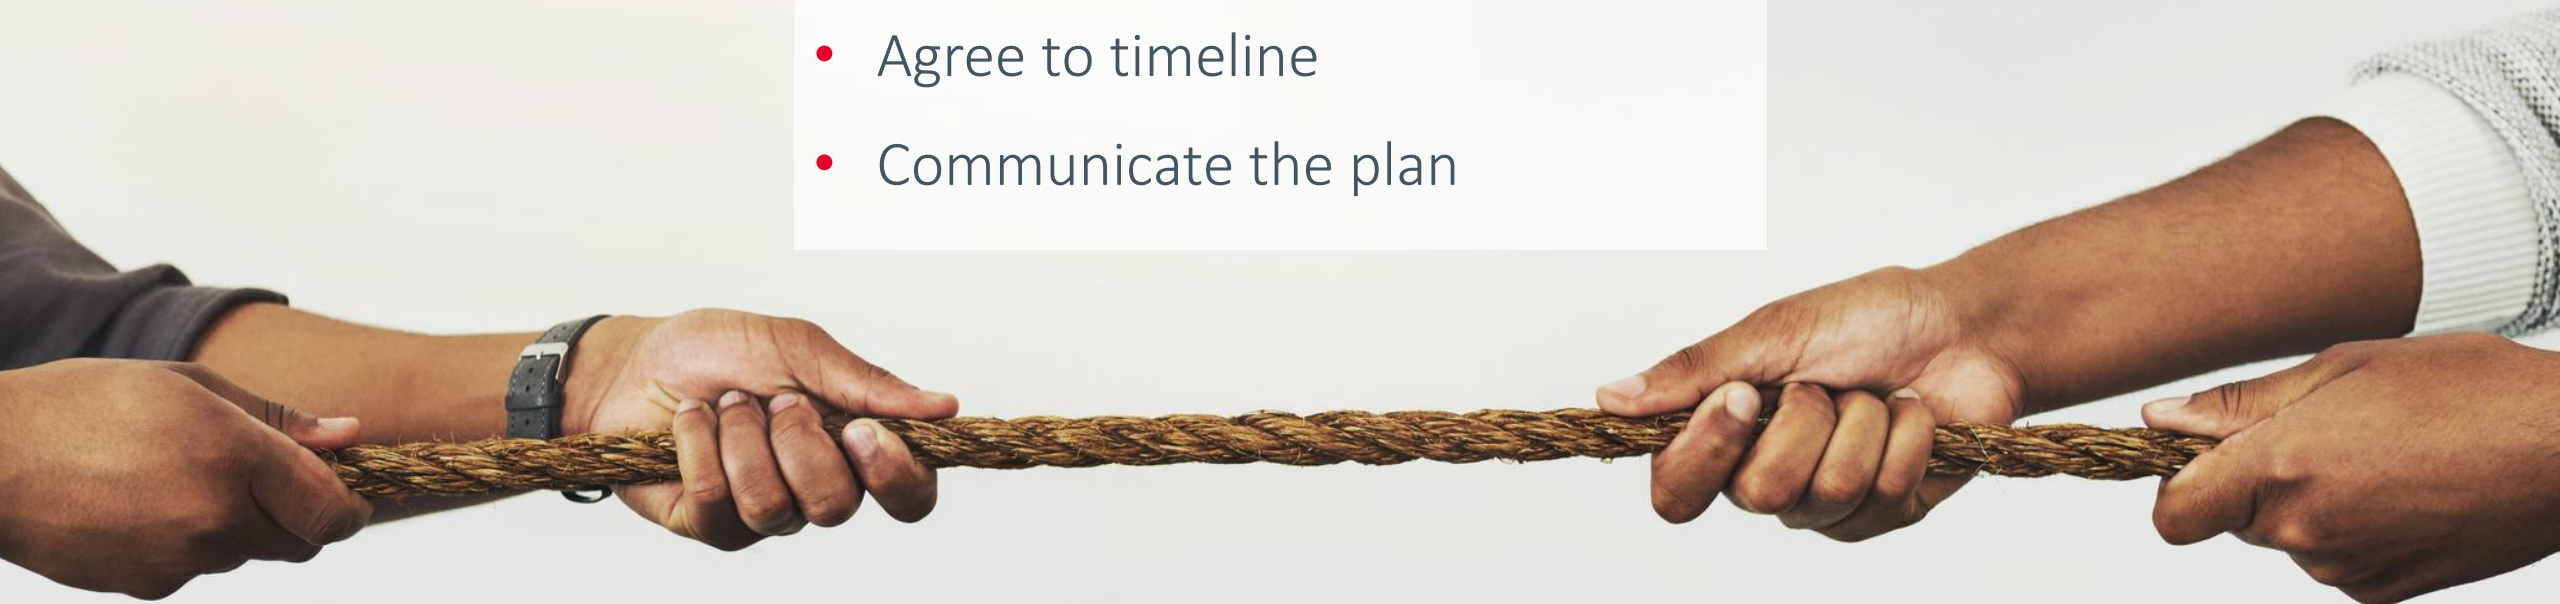 • Agree to timeline
• Communicate the plan